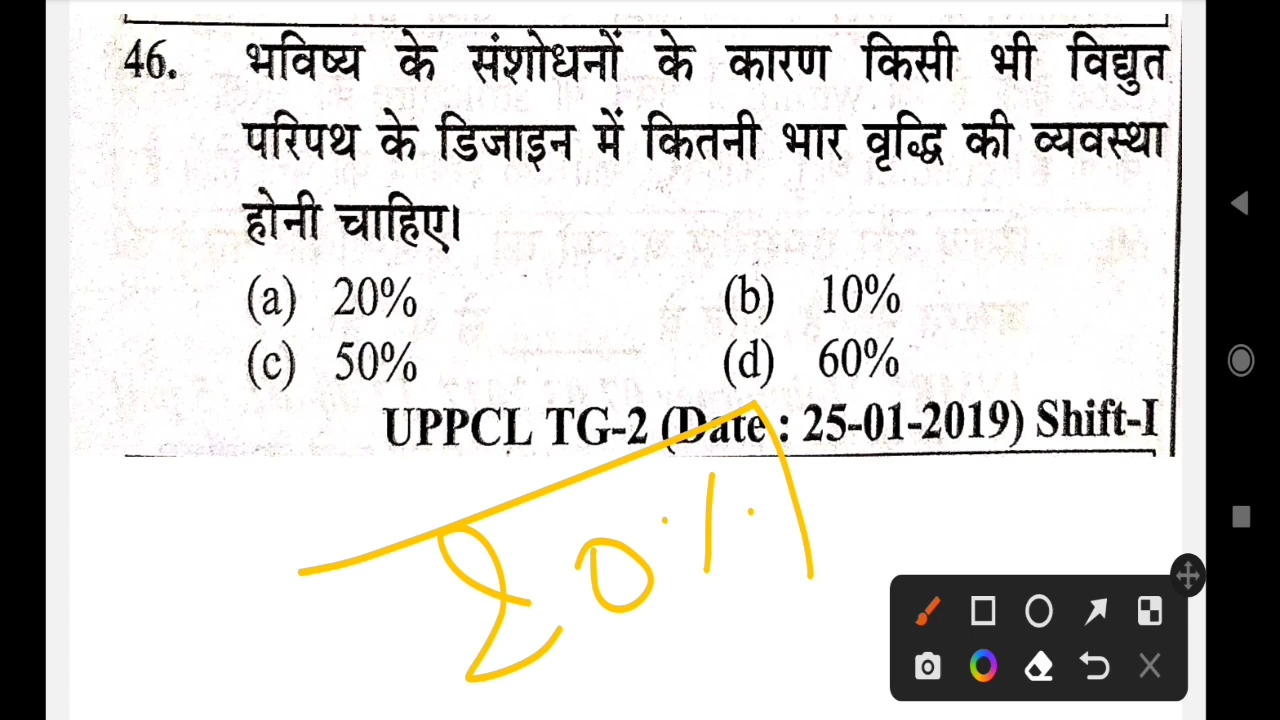 46. भविष्य के संशोधनों के कारण किसी भी विद्युत
परिपथ के डिजाइन में कितनी भार वृद्धि की व्यवस्था
होनी चाहिए।
(a) 20% (b) 10%
(c) 50% (d) 60%
UPPCL TG-2 (Date : 25-01-2019) Shift-I
20%